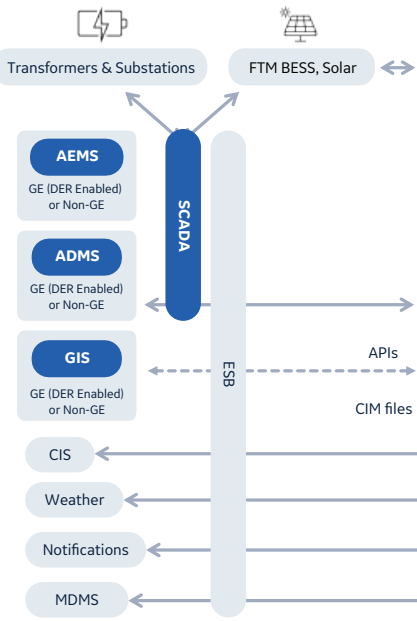 Transformers & Substations
FTM BESS, Solar
AEMS
GE (DER Enabled)
or Non-GE
SCADA
ADMS
GE (DER Enabled)
or Non-GE
GIS
GE (DER Enabled)
or Non-GE
ESB
APIs
CIM files
CIS
Weather
Notifications
MDMS